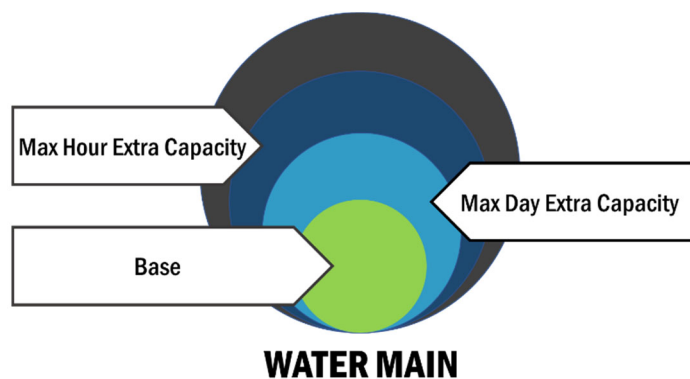 Max Hour Extra Capacity
Max Day Extra Capacity
Base
WATER MAIN